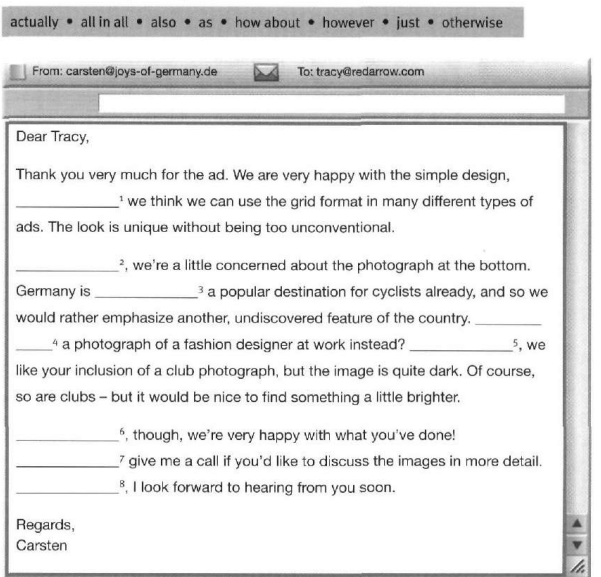 actually • all in all • also • as • how about • however • just • otherwise
From: carsten@joys-of-germany.de To: tracy@redarrow.com
Dear Tracy,
Thank you very much for the ad. We are very happy with the simple design,
____________¹ we think we can use the grid format in many different types of
ads. The look is unique without being too unconventional.
____________², we're a little concerned about the photograph at the bottom.
Germany is ____________³ a popular destination for cyclists already, and so we
would rather emphasize another, undiscovered feature of the country. ________
____⁴ a photograph of a fashion designer at work instead? ____________⁵, we
like your inclusion of a club photograph, but the image is quite dark. Of course,
so are clubs – but it would be nice to find something a little brighter.
____________⁶, though, we're very happy with what you've done!
____________⁷ give me a call if you'd like to discuss the images in more detail.
____________⁸, I look forward to hearing from you soon.
Regards,
Carsten